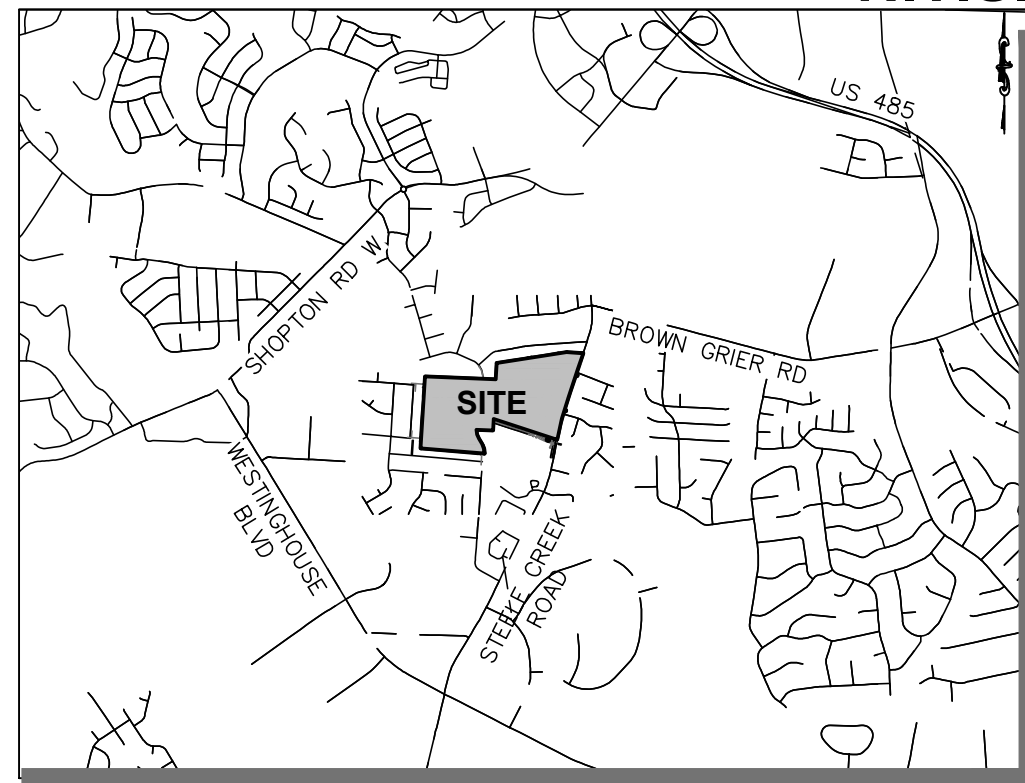 US 485
SHOPTON RD W.
BROWN GRIER RD
SITE
WESTINGHOUSE
BLVD
STEELE CREEK
ROAD